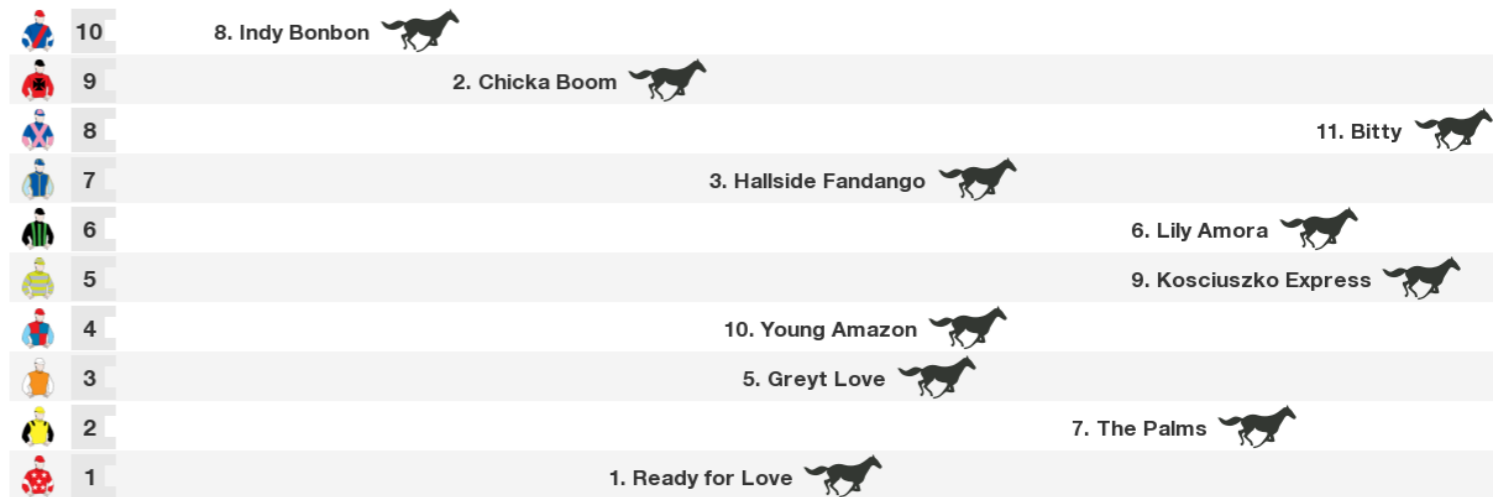 10 8. Indy Bonbon
9 2. Chicka Boom
8 11. Bitty
7 3. Hallside Fandango
6 6. Lily Amora
5 9. Kosciuszko Express
4 10. Young Amazon
3 5. Greyt Love
2 7. The Palms
1 1. Ready for Love